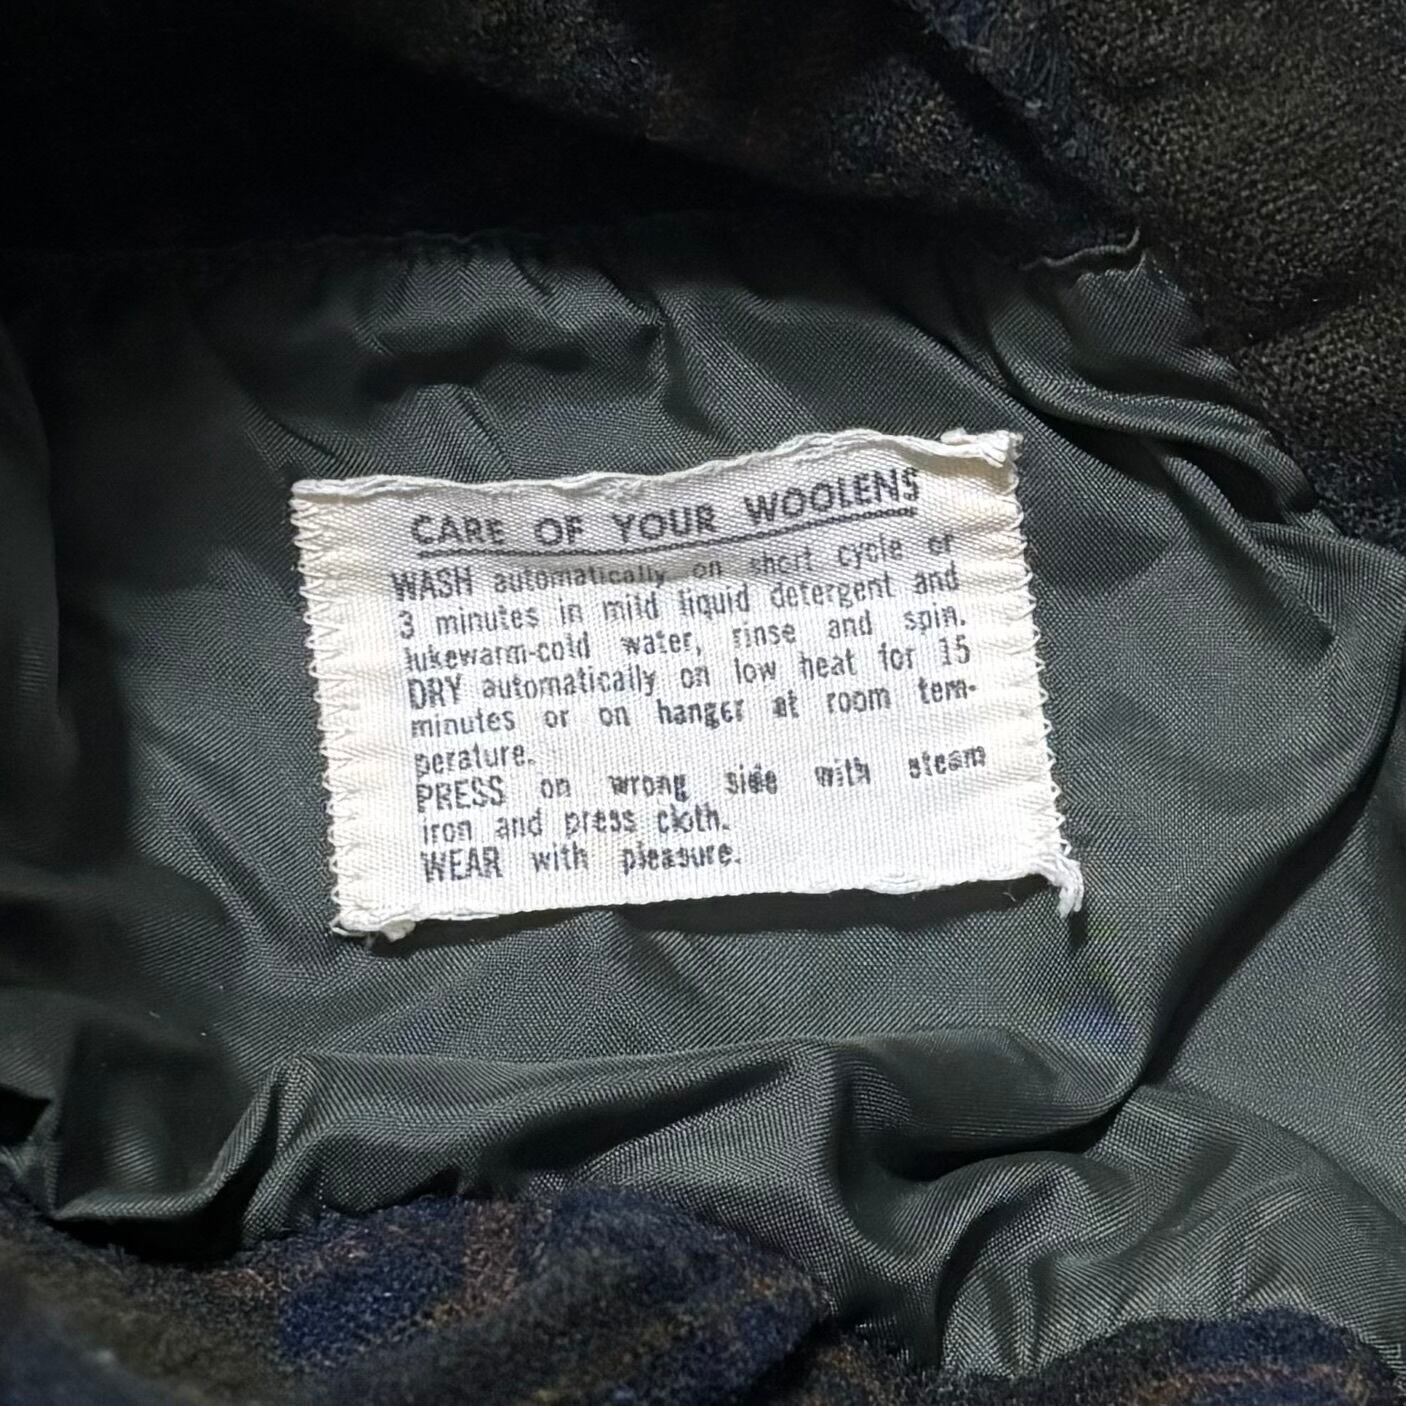 CARE OF YOUR WOOLENS
WASH automatically on short cycle or
3 minutes in mild liquid detergent and
lukewarm-cold water, rinse and spin.
DRY automatically on low heat for 15
minutes or on hanger at room tem-
perature.
PRESS on wrong side with steam
iron and press cloth.
WEAR with pleasure.